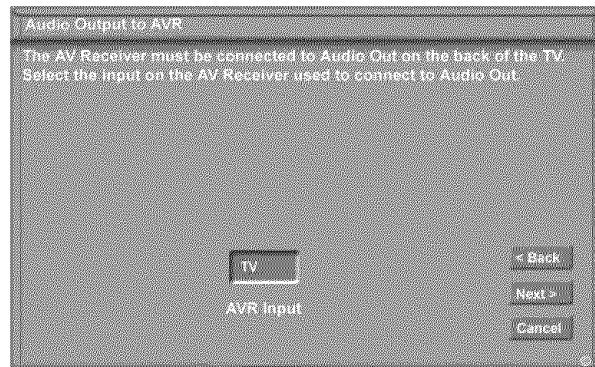 Audio Output to AVR
The AV Receiver must be connected to Audio Out on the back of the TV.
Select the input on the AV Receiver used to connect to Audio Out.
TV
AVR Input
< Back
Next >
Cancel